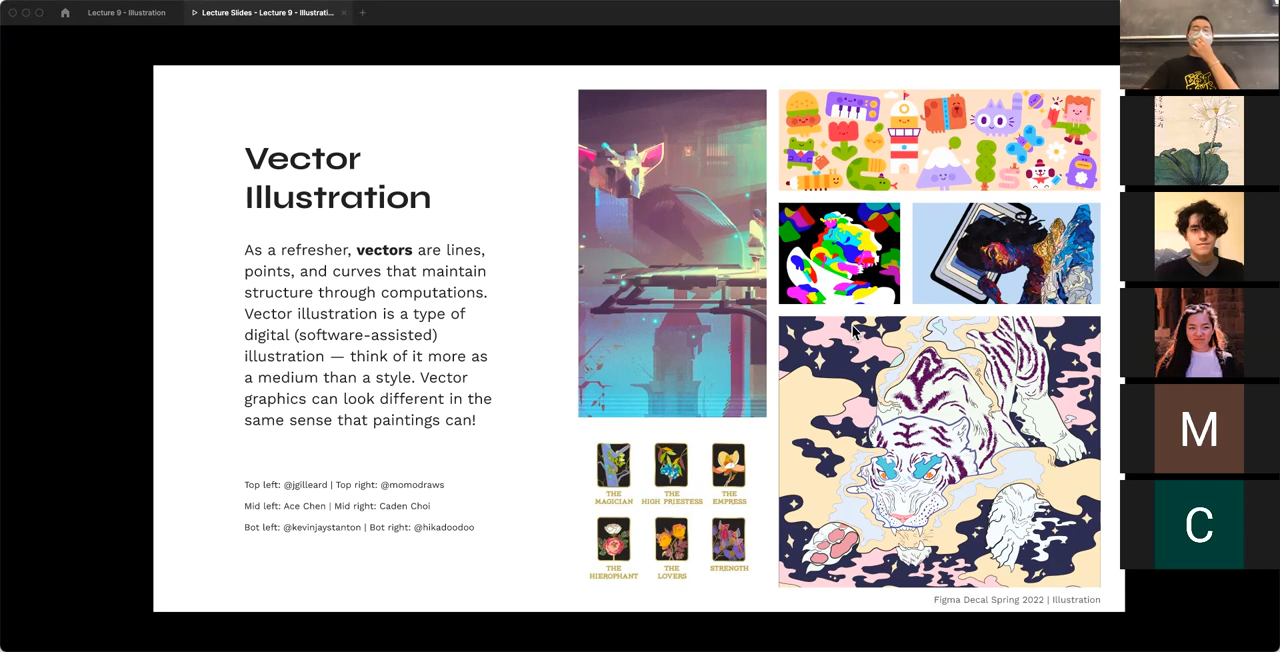 Lecture 9 - Illustration
Lecture Slides - Lecture 9 - Illustrati...
Vector
Illustration
As a refresher, vectors are lines,
points, and curves that maintain
structure through computations.
Vector illustration is a type of
digital (software-assisted)
illustration — think of it more as
a medium than a style. Vector
graphics can look different in the
same sense that paintings can!
Top left: @jgilleard | Top right: @momodraws
Mid left: Ace Chen | Mid right: Caden Choi
Bot left: @kevinjaystanton | Bot right: @hikadoodoo
THE
MAGICIAN
THE
HIGH PRIESTESS
THE
EMPRESS
THE
HIEROPHANT
THE
LOVERS
STRENGTH
Figma Decal Spring 2022 | Illustration
M
C